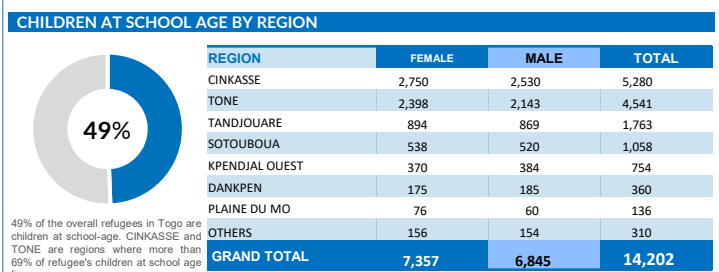 CHILDREN AT SCHOOL AGE BY REGION
49%
49% of the overall refugees in Togo are
children at school-age. CINKASSE and
TONE are regions where more than
69% of refugee's children at school age
REGION FEMALE MALE TOTAL
CINKASSE 2,750 2,530 5,280
TONE 2,398 2,143 4,541
TANDJOUARE 894 869 1,763
SOTOUBOUA 538 520 1,058
KPENDJAL OUEST 370 384 754
DANKPEN 175 185 360
PLAINE DU MO 76 60 136
OTHERS 156 154 310
GRAND TOTAL 7,357 6,845 14,202